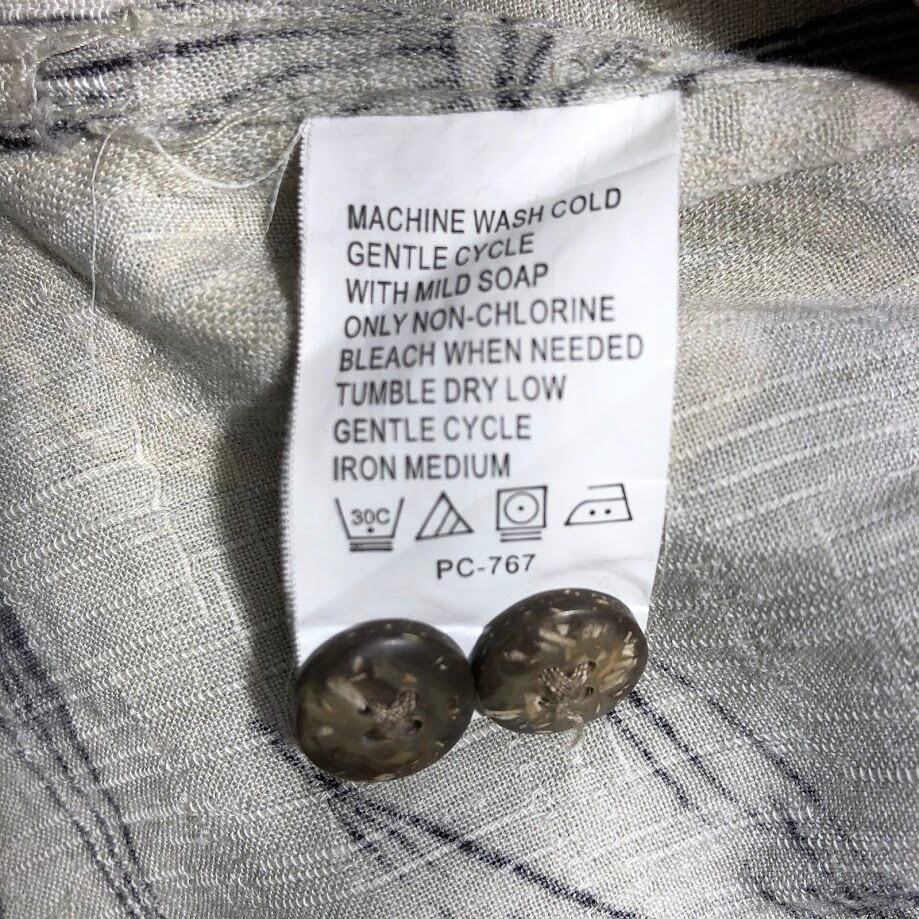 MACHINE WASH COLD
GENTLE CYCLE
WITH MILD SOAP
ONLY NON-CHLORINE
BLEACH WHEN NEEDED
TUMBLE DRY LOW
GENTLE CYCLE
IRON MEDIUM
30C
PC-767